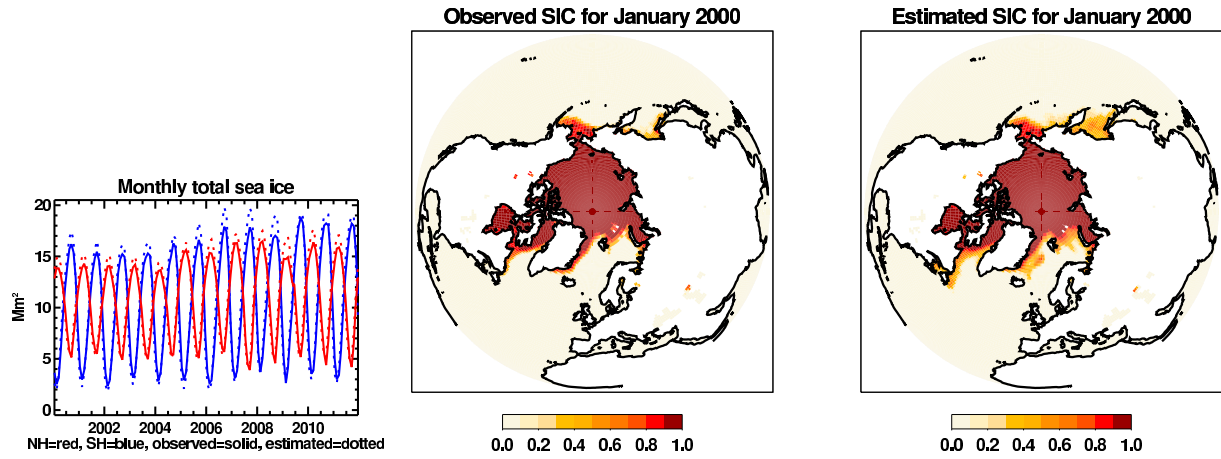 Observed SIC for January 2000
Estimated SIC for January 2000
Monthly total sea ice
20
15
10
5
0
Mm²
2002 2004 2006 2008 2010
NH=red, SH=blue, observed=solid, estimated=dotted
0.0 0.2 0.4 0.6 0.8 1.0
0.0 0.2 0.4 0.6 0.8 1.0